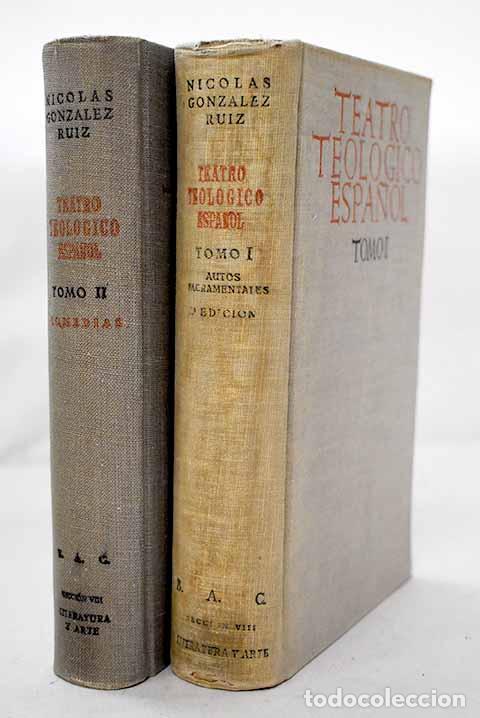 NICOLAS
GONZALEZ
RUIZ
TEATRO
TEOLOGICO
ESPAÑOL
TOMO II
COMEDIAS
B. A. C.
SECCION VIII
LITERATURA
Y ARTE
NICOLAS
GONZALEZ
RUIZ
TEATRO
TEOLOGICO
ESPAÑOL
TOMO I
AUTOS
SACRAMENTALES
EDICION
B. A. C.
SECCION VIII
LITERATURA Y ARTE
TEATRO
TEOLOGICO
ESPAÑOL
TOMO I
todocoleccion